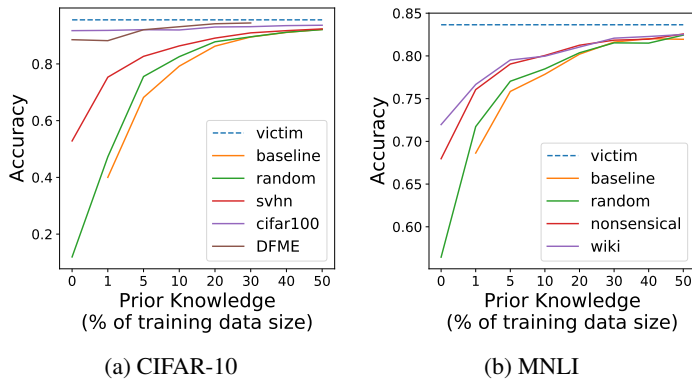 0.8
0.6
0.4
0.2
Accuracy
victim
baseline
random
svhn
cifar100
DFME
0 1 5 10 20 30 40 50
Prior Knowledge
(% of training data size)
(a) CIFAR-10
0.85
0.80
0.75
0.70
0.65
0.60
Accuracy
victim
baseline
random
nonsensical
wiki
0 1 5 10 20 30 40 50
Prior Knowledge
(% of training data size)
(b) MNLI